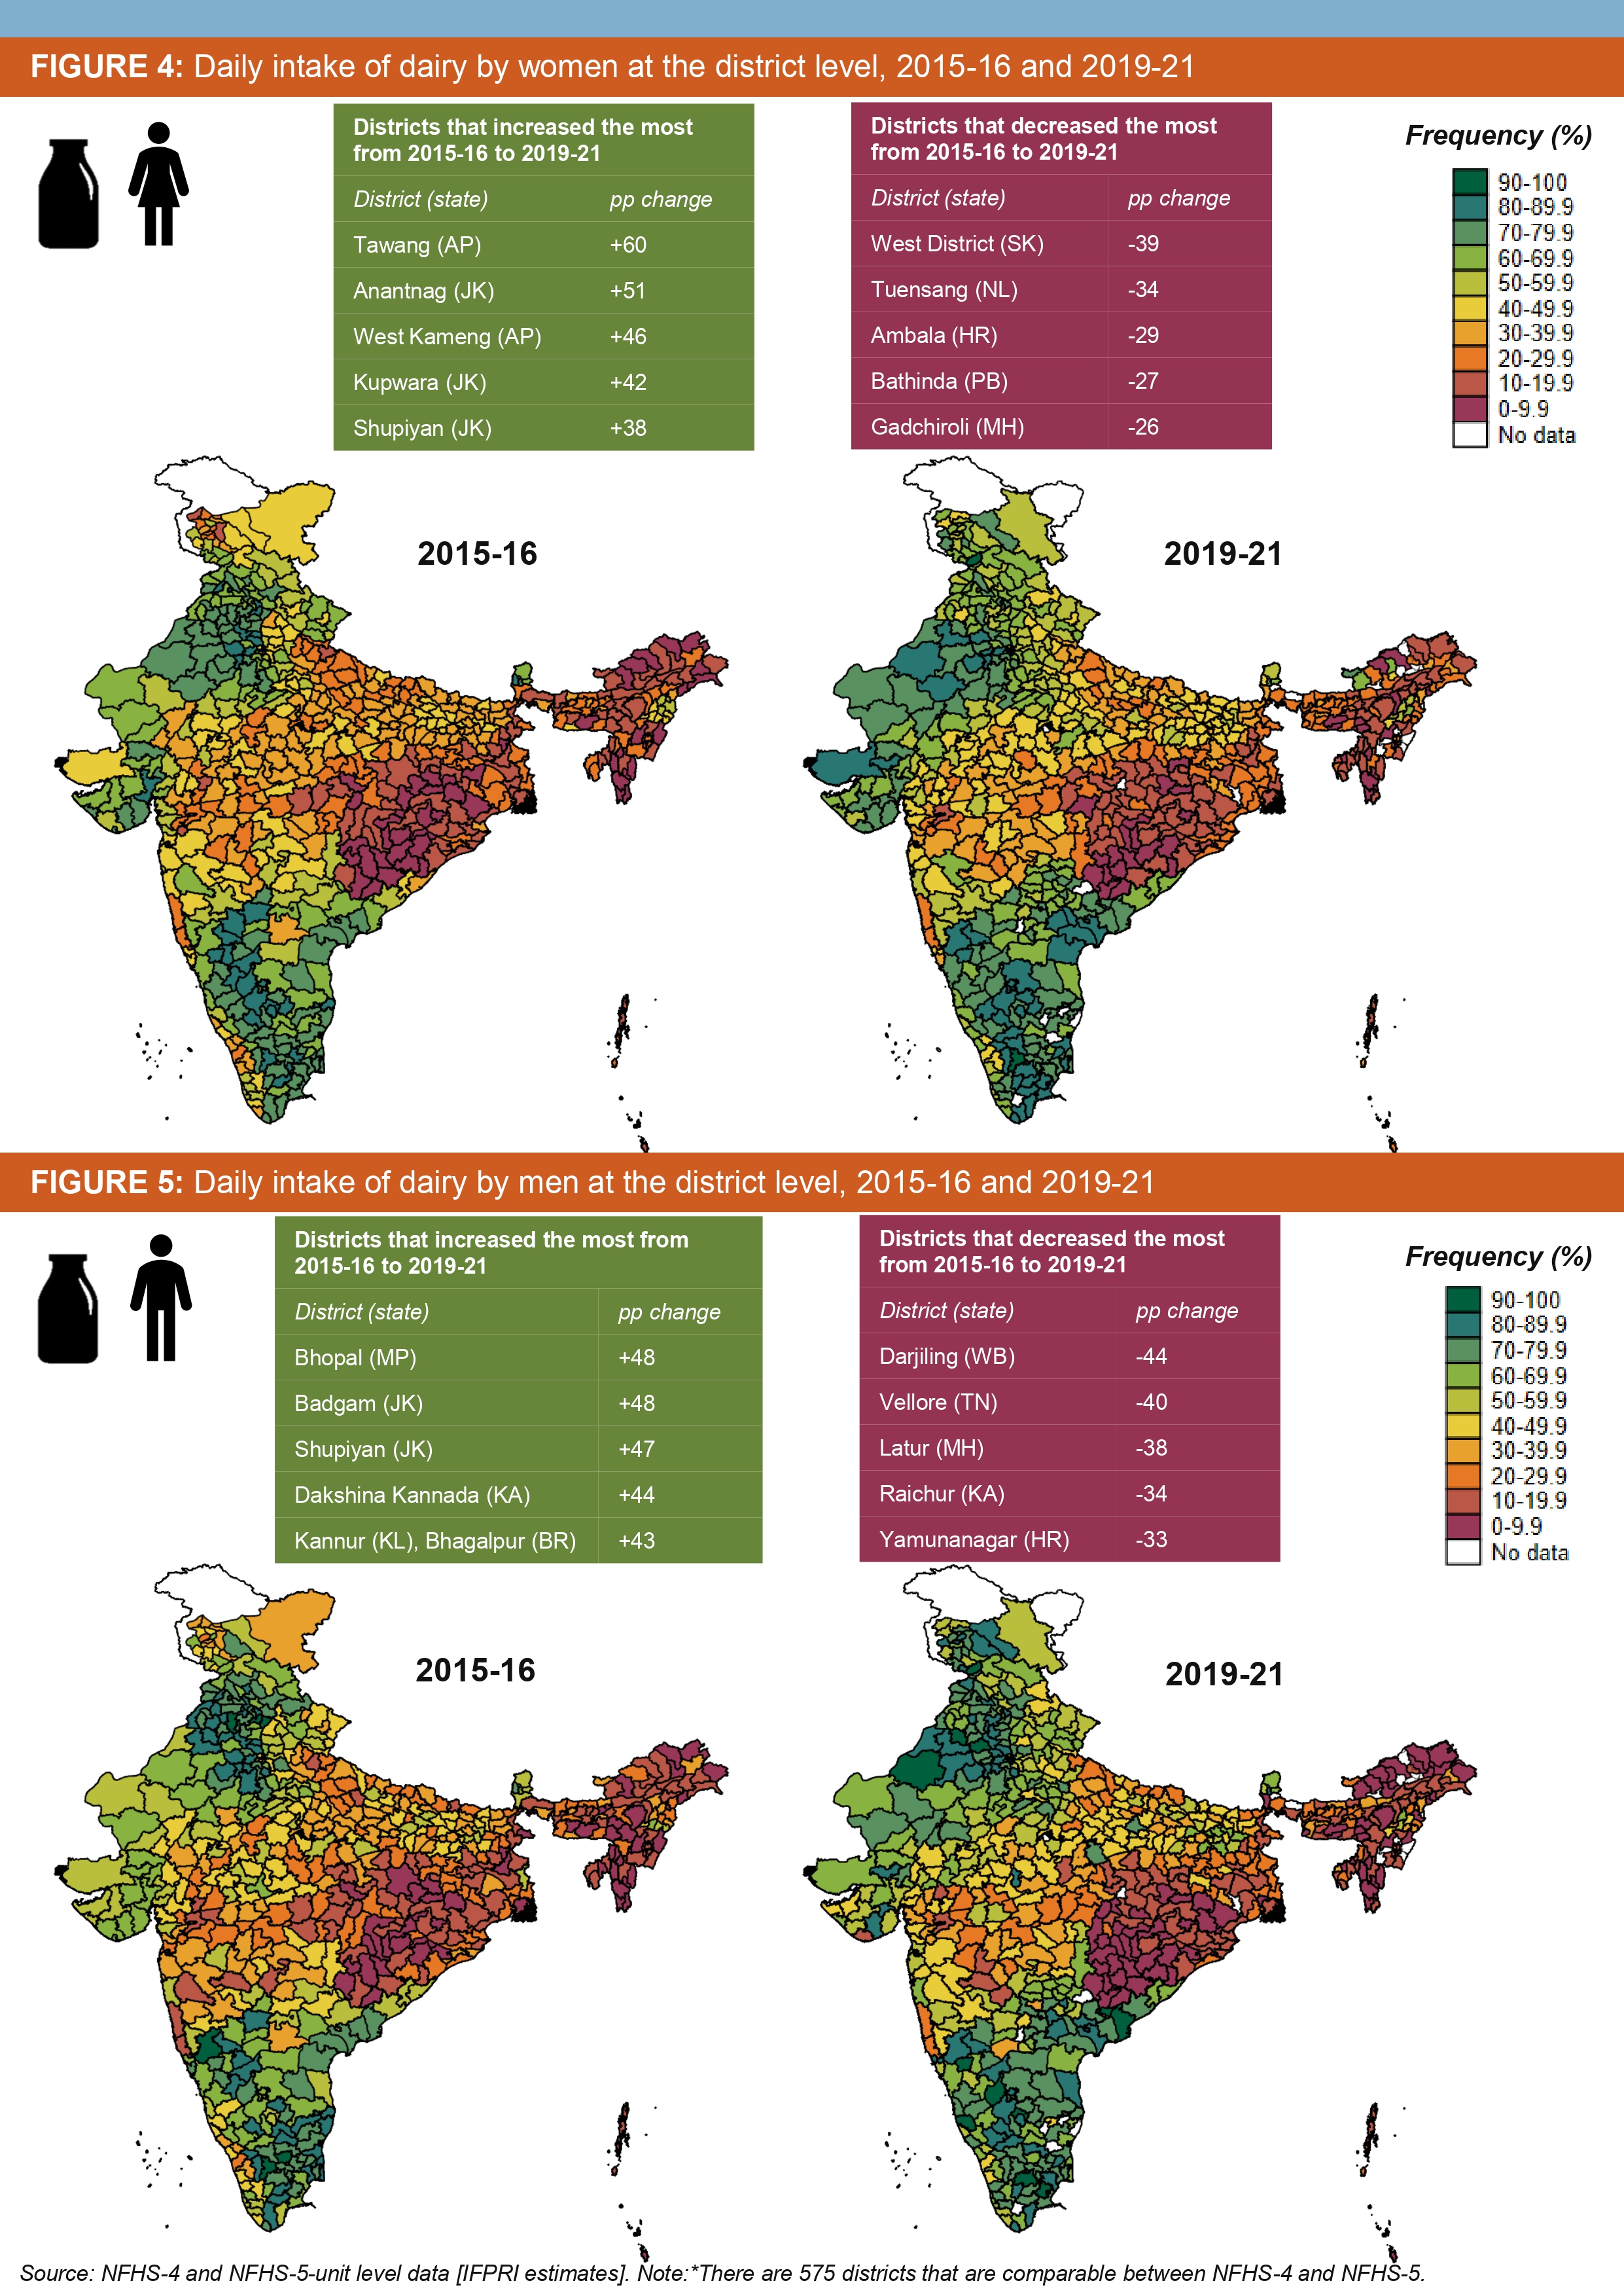 FIGURE 4: Daily intake of dairy by women at the district level, 2015-16 and 2019-21
Districts that increased the most
from 2015-16 to 2019-21
District (state) pp change
Tawang (AP) +60
Anantnag (JK) +51
West Kameng (AP) +46
Kupwara (JK) +42
Shupiyan (JK) +38
Districts that decreased the most
from 2015-16 to 2019-21
District (state) pp change
West District (SK) -39
Tuensang (NL) -34
Ambala (HR) -29
Bathinda (PB) -27
Gadchiroli (MH) -26
Frequency (%)
90-100
80-89.9
70-79.9
60-69.9
50-59.9
40-49.9
30-39.9
20-29.9
10-19.9
0-9.9
No data
2015-16
2019-21
FIGURE 5: Daily intake of dairy by men at the district level, 2015-16 and 2019-21
Districts that increased the most from
2015-16 to 2019-21
District (state) pp change
Bhopal (MP) +48
Badgam (JK) +48
Shupiyan (JK) +47
Dakshina Kannada (KA) +44
Kannur (KL), Bhagalpur (BR) +43
Districts that decreased the most
from 2015-16 to 2019-21
District (state) pp change
Darjiling (WB) -44
Vellore (TN) -40
Latur (MH) -38
Raichur (KA) -34
Yamunanagar (HR) -33
Frequency (%)
90-100
80-89.9
70-79.9
60-69.9
50-59.9
40-49.9
30-39.9
20-29.9
10-19.9
0-9.9
No data
2015-16
2019-21
Source: NFHS-4 and NFHS-5-unit level data [IFPRI estimates]. Note:*There are 575 districts that are comparable between NFHS-4 and NFHS-5.